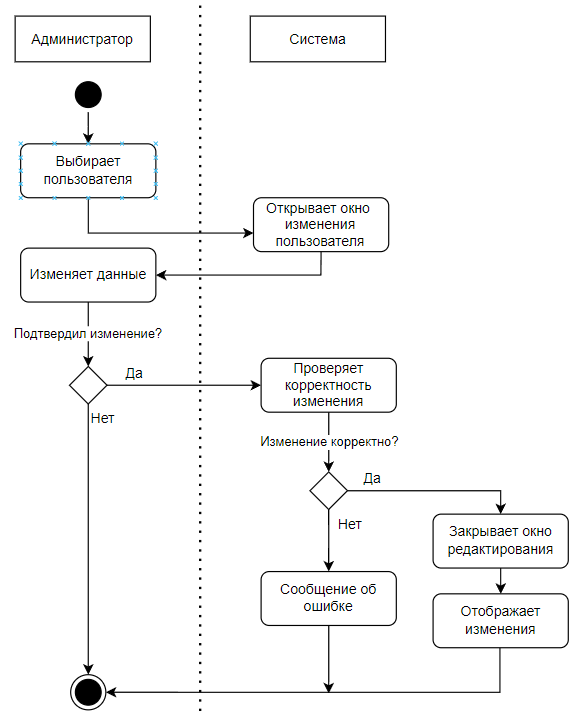 Администратор
Система
Выбирает
пользователя
Открывает окно
изменения
пользователя
Изменяет данные
Подтвердил изменение?
Да
Нет
Проверяет
корректность
изменения
Изменение корректно?
Да
Нет
Закрывает окно
редактирования
Сообщение об
ошибке
Отображает
изменения